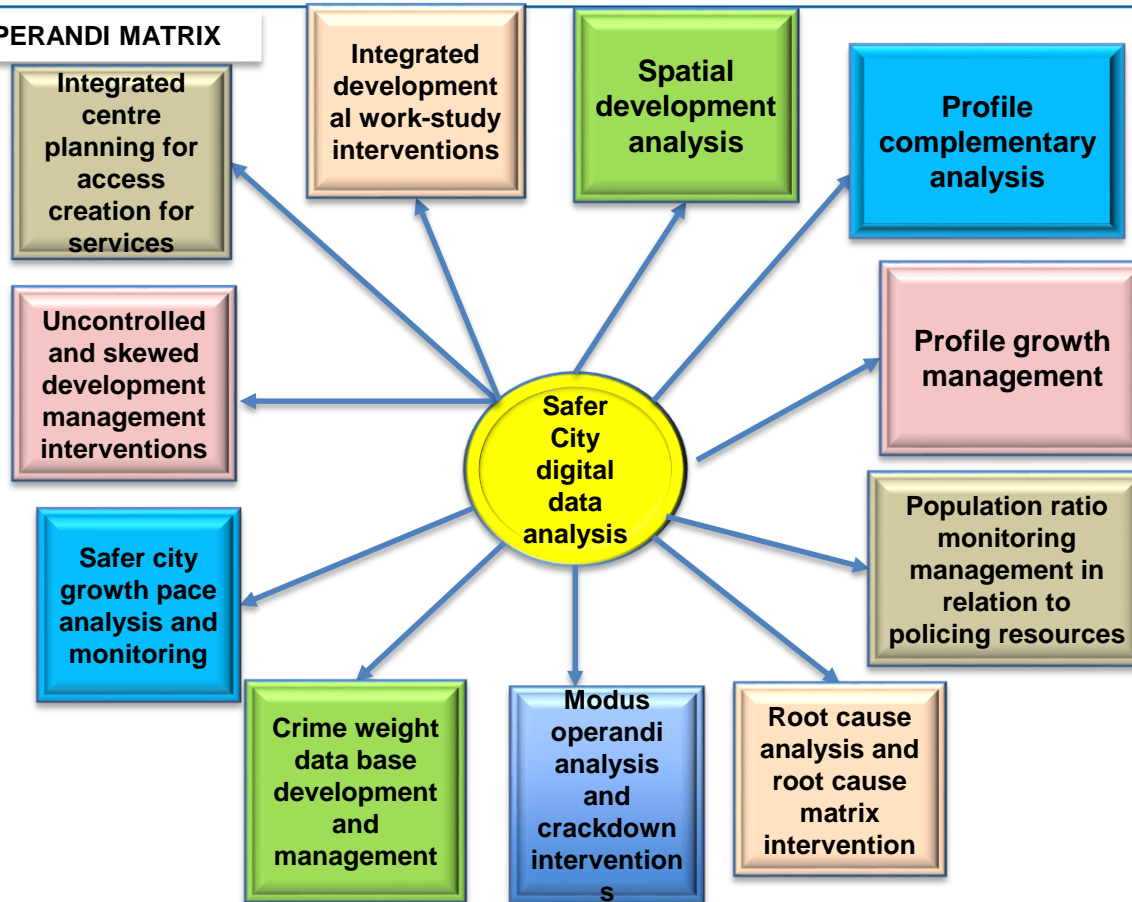 PERANDI MATRIX
Integrated
centre
planning for
access
creation for
services
Integrated
development
al work-study
interventions
Spatial
development
analysis
Profile
complementary
analysis
Uncontrolled
and skewed
development
management
interventions
Profile growth
management
Safer
City
digital
data
analysis
Safer city
growth pace
analysis and
monitoring
Population ratio
monitoring
management in
relation to
policing resources
Crime weight
data base
development
and
management
Modus
operandi
analysis
and
crackdown
intervention
s
Root cause
analysis and
root cause
matrix
intervention